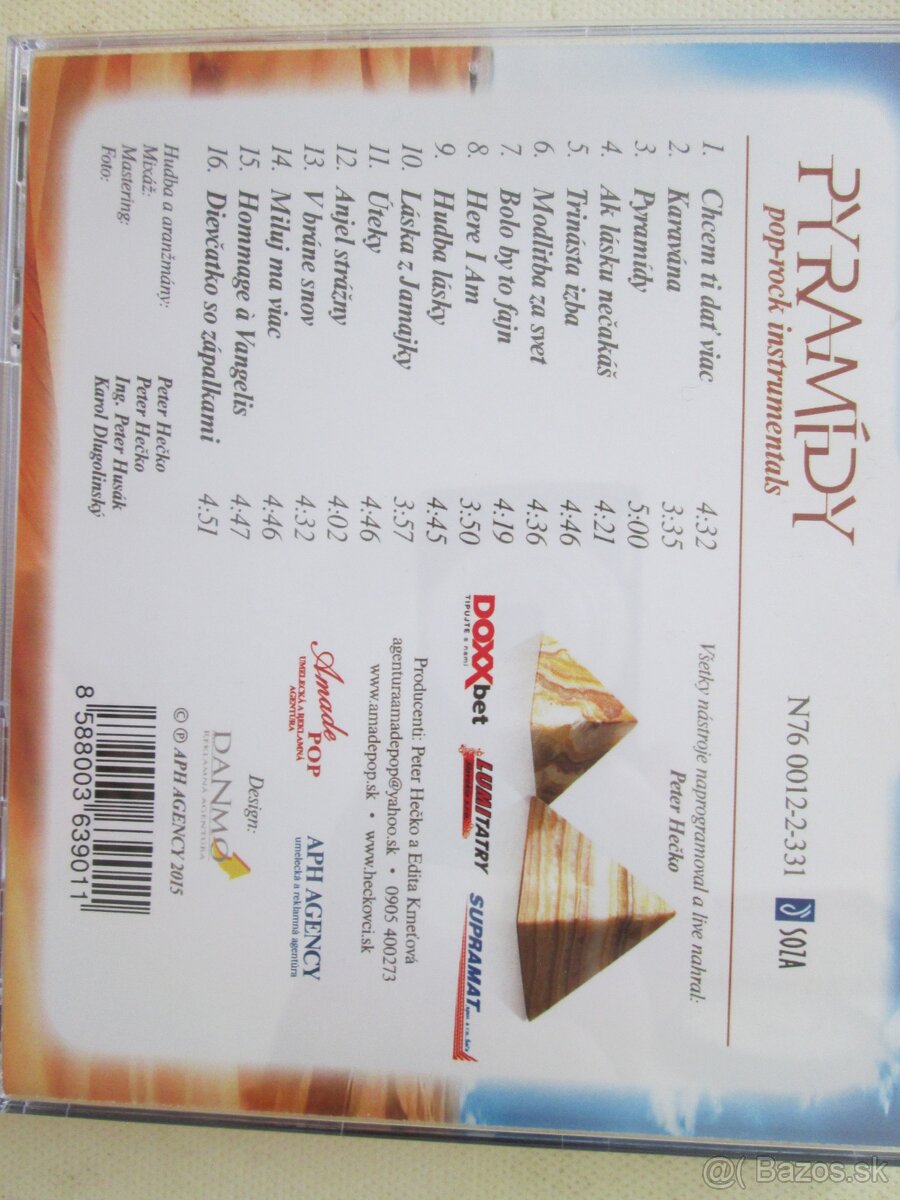 PYRAMÍDY
pop-rock instrumentals
N76 0012-2-331 SOZA
1. Chcem ti dať viac 4:32
2. Karavána 3:35
3. Pyramídy 5:00
4. Ak lásku nečakáš 4:21
5. Trinásta izba 4:46
6. Modlitba za svet 4:36
7. Bolo by to fajn 4:19
8. Here I Am 3:50
9. Hudba lásky 4:45
10. Láska z Jamajky 3:57
11. Úteky 4:46
12. Anjel strážny 4:02
13. V bráne snov 4:32
14. Miluj ma viac 4:46
15. Hommage à Vangelis 4:47
16. Dievčatko so zápalkami 4:51
Hudba a aranžmány: Peter Hečko
Mixáž: Peter Hečko
Mastering: Ing. Peter Husák
Foto: Karol Dlugolinský
Všetky nástroje naprogramoval a live nahral:
Peter Hečko
DOXXbet
TIPUJTE s nami
LUMITATRY
SUPRAMAT
Producenti: Peter Hečko a Edita Kmeťová
agenturaamadepop@yahoo.sk • 0905 400273
www.amadepop.sk • www.heckovci.sk
Amade POP
UMELECKÁ A REKLAMNÁ
AGENTÚRA
APH AGENCY
umelecká a reklamná agentúra
Design:
DANMO
REKLAMNÁ AGENTÚRA
© ℗ APH AGENCY 2015
8 588003 639011
@( Bazos.sk